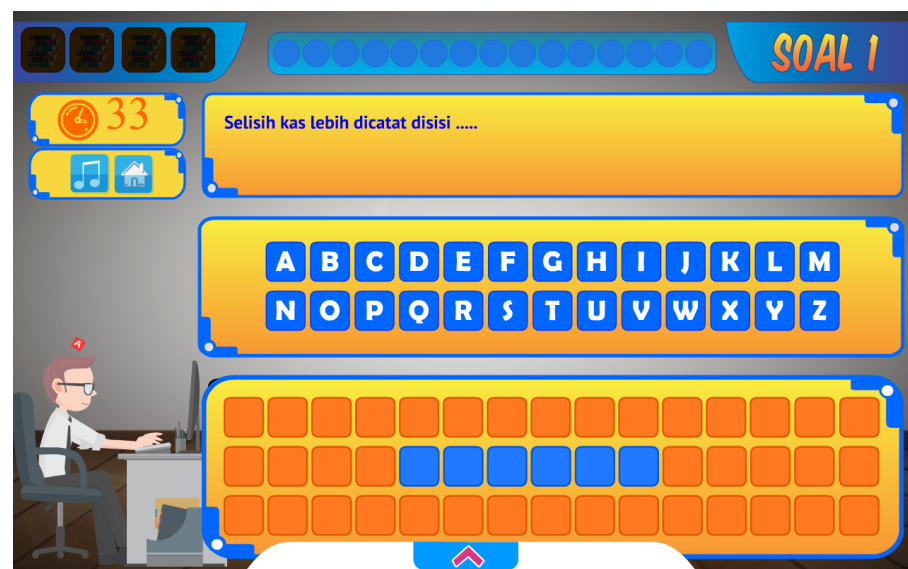 SOAL 1
33
Selisih kas lebih dicatat disisi .....
A B C D E F G H I J K L M
N O P Q R S T U V W X Y Z
A